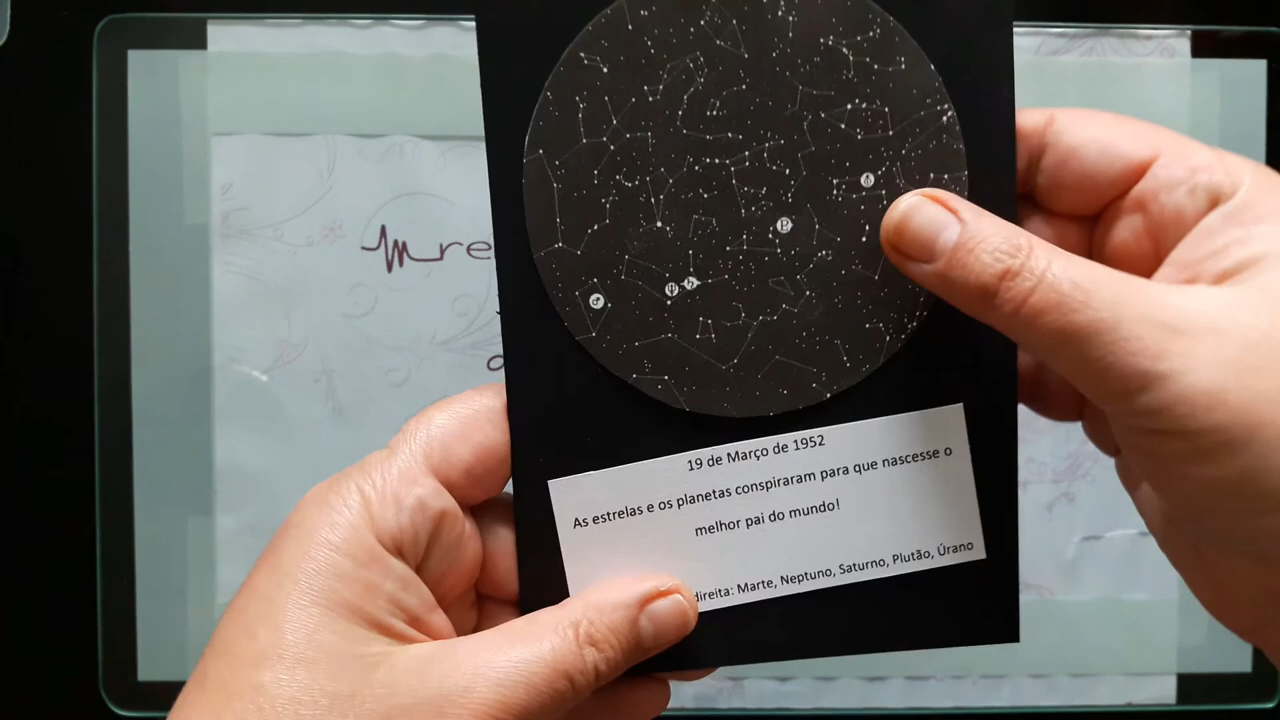 re
19 de Março de 1952
As estrelas e os planetas conspiraram para que nascesse o
melhor pai do mundo!
direita: Marte, Neptuno, Saturno, Plutão, Úrano